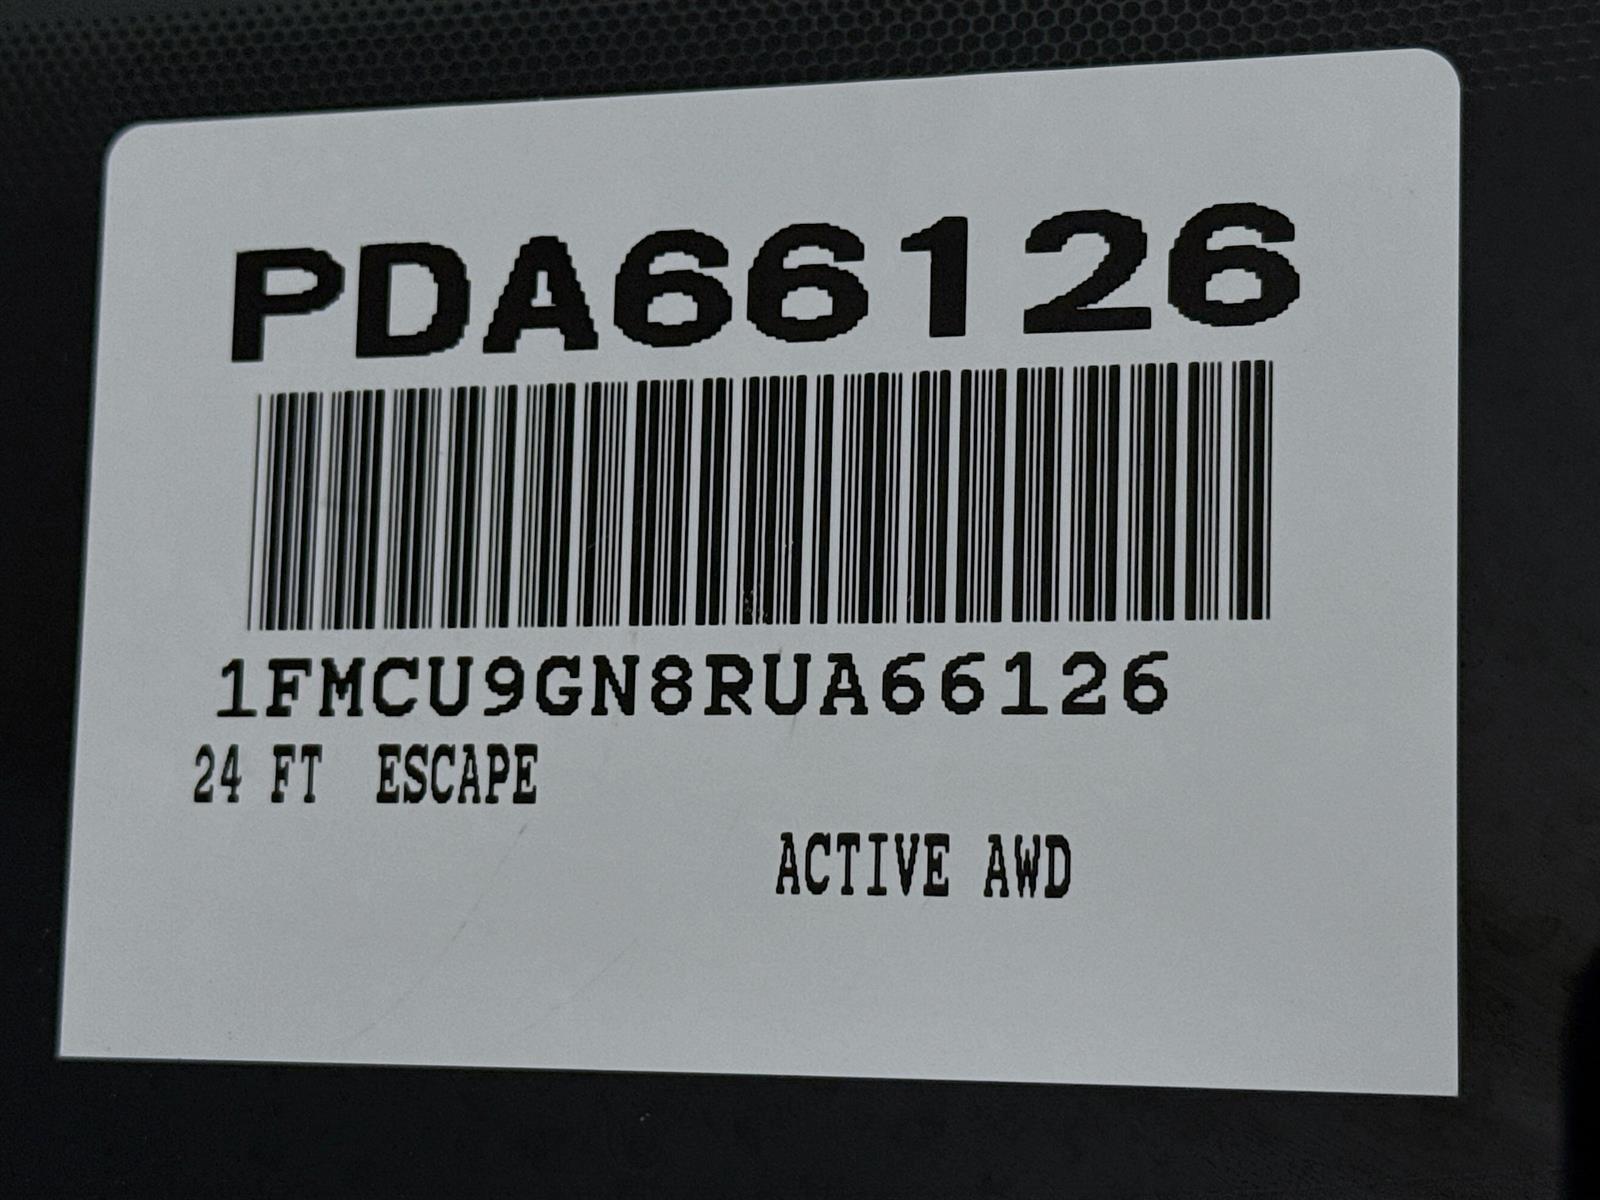 PDA66126
1FMCU9GN8RUA66126
24 FT ESCAPE
ACTIVE AWD